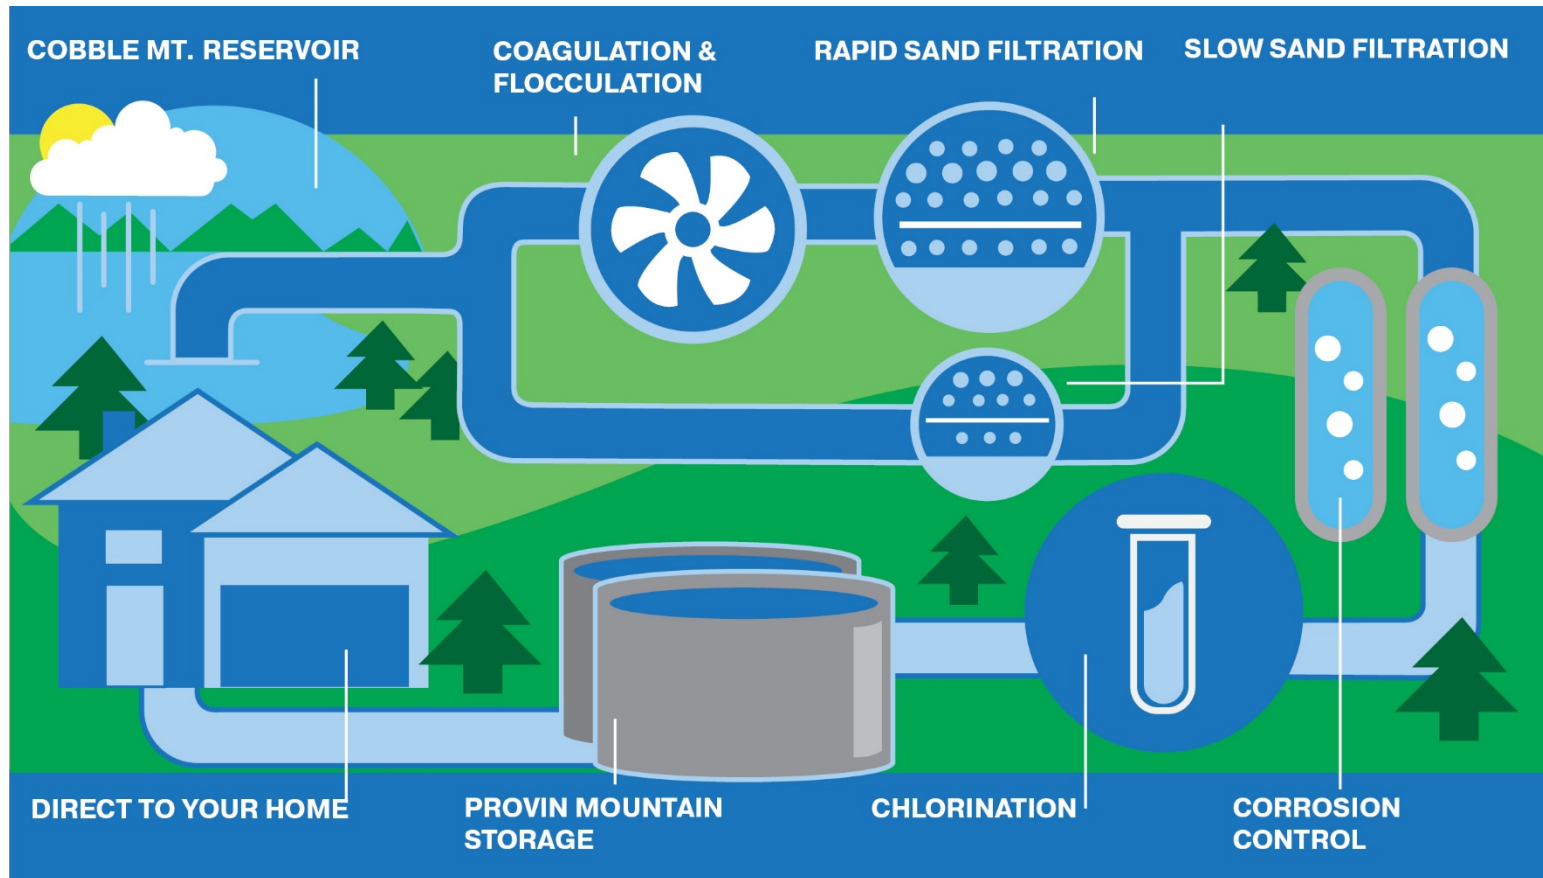 COBBLE MT. RESERVOIR
COAGULATION &
FLOCCULATION
RAPID SAND FILTRATION
SLOW SAND FILTRATION
DIRECT TO YOUR HOME
PROVIN MOUNTAIN
STORAGE
CHLORINATION
CORROSION
CONTROL